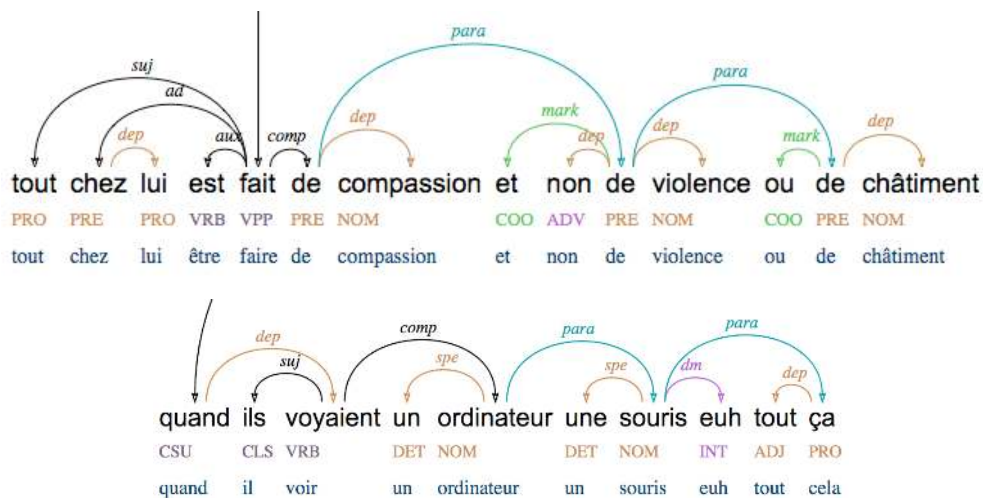 para
suj
para
ad
mark
dep
aux comp
dep
dep
dep
mark
dep
tout chez lui est fait de compassion et non de violence ou de châtiment
PRO PRE PRO VRB VPP PRE NOM COO ADV PRE NOM COO PRE NOM
tout chez lui être faire de compassion et non de violence ou de châtiment
dep comp para para
suj spe spe dm dep
quand ils voyaient un ordinateur une souris euh tout ça
CSU CLS VRB DET NOM DET NOM INT ADJ PRO
quand il voir un ordinateur un souris euh tout cela